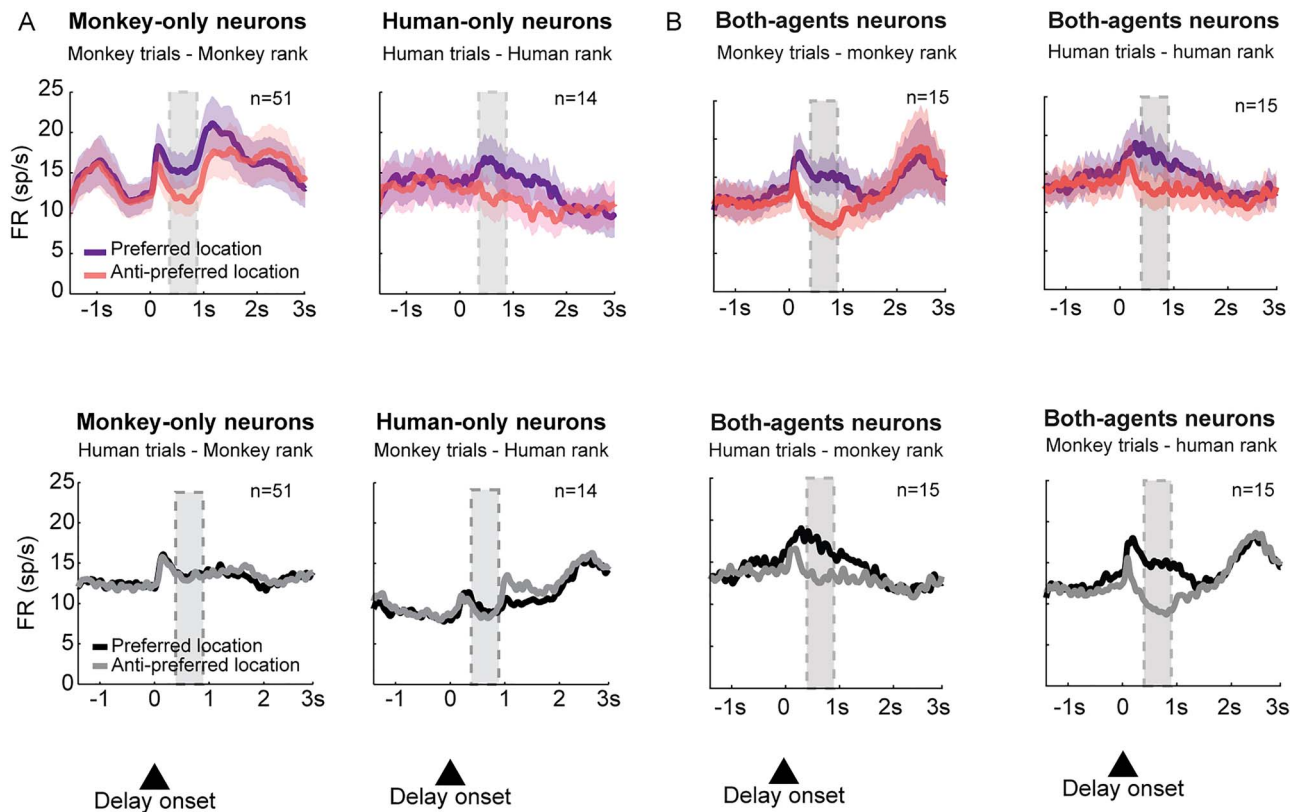 A
Monkey-only neurons
Monkey trials - Monkey rank
n=51
FR (sp/s)
25
20
15
10
5
0
Preferred location
Anti-preferred location
-1s
0
1s
2s
3s
Human-only neurons
Human trials - Human rank
n=14
-1s
0
1s
2s
3s
B
Both-agents neurons
Monkey trials - monkey rank
n=15
-1s
0
1s
2s
3s
Both-agents neurons
Human trials - human rank
n=15
-1s
0
1s
2s
3s
Monkey-only neurons
Human trials - Monkey rank
n=51
FR (sp/s)
25
20
15
10
5
0
Preferred location
Anti-preferred location
-1
0
1
2
3s
Delay onset
Human-only neurons
Monkey trials - Human rank
n=14
-1
0
1
2
3s
Delay onset
Both-agents neurons
Human trials - monkey rank
n=15
-1s
0
1s
2s
3s
Delay onset
Both-agents neurons
Monkey trials - human rank
n=15
-1s
0
1s
2s
3s
Delay onset